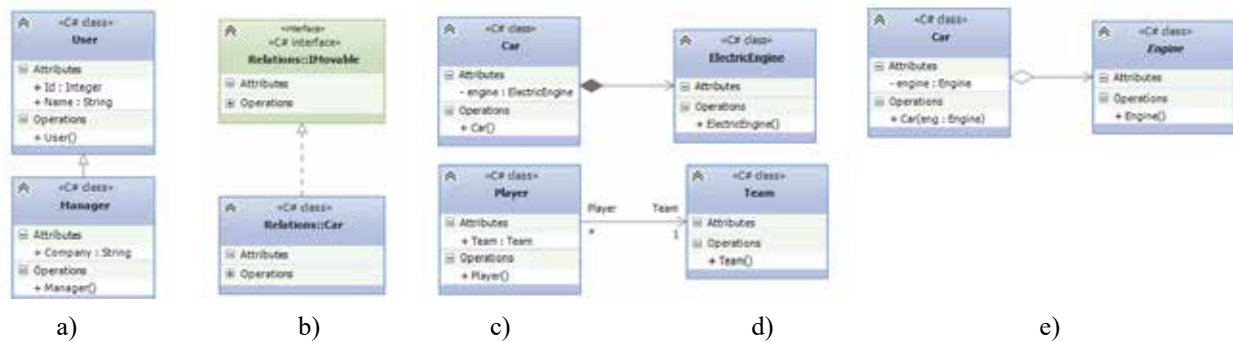 «C# class»
User
Attributes
+ Id : Integer
+ Name : String
Operations
+ User()
«C# class»
Manager
Attributes
+ Company : String
Operations
+ Manager()
«interface»
«C# interface»
Relations::IMovable
Attributes
Operations
«C# class»
Relations::Car
Attributes
Operations
«C# class»
Car
Attributes
- engine : ElectricEngine
Operations
+ Car()
«C# class»
ElectricEngine
Attributes
Operations
+ ElectricEngine()
«C# class»
Player
Attributes
+ Team : Team
Operations
+ Player()
Player
*
Team
1
«C# class»
Team
Attributes
Operations
+ Team()
«C# class»
Car
Attributes
- engine : Engine
Operations
+ Car(eng : Engine)
«C# class»
Engine
Attributes
Operations
+ Engine()
a) b) c) d) e)